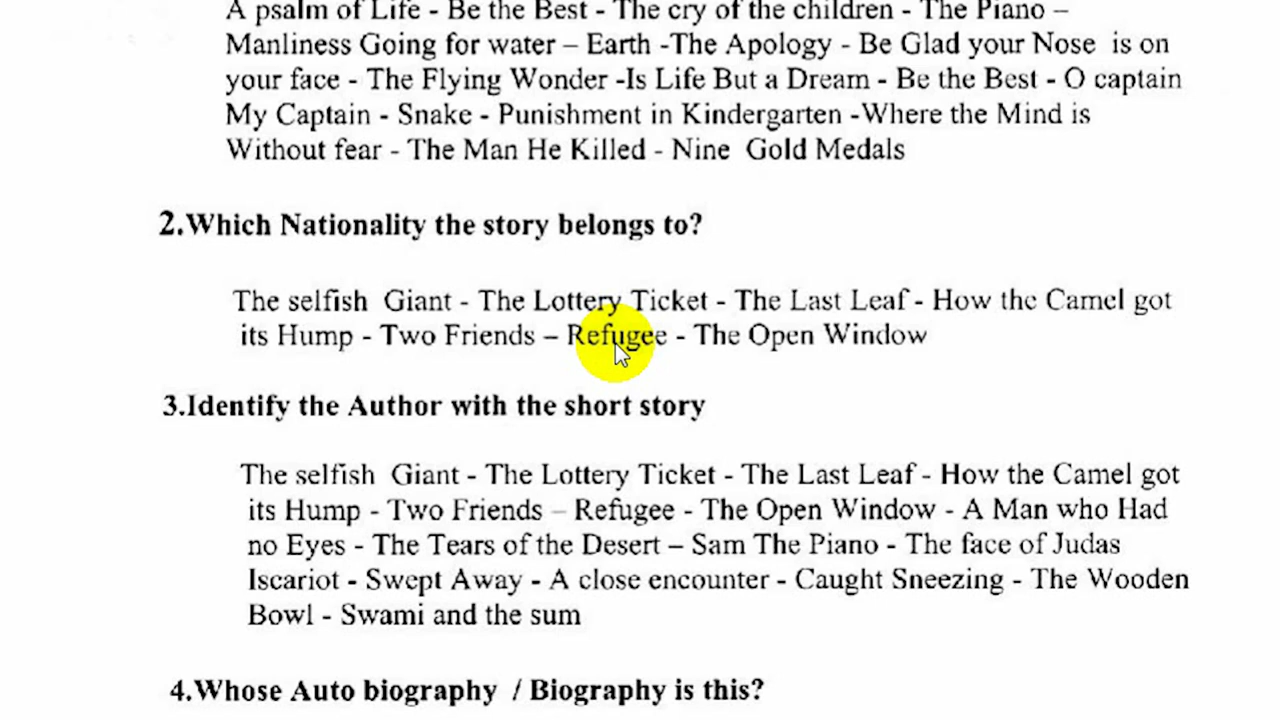 A psalm of Life - Be the Best - The cry of the children - The Piano –
Manliness Going for water – Earth -The Apology - Be Glad your Nose is on
your face - The Flying Wonder -Is Life But a Dream - Be the Best - O captain
My Captain - Snake - Punishment in Kindergarten -Where the Mind is
Without fear - The Man He Killed - Nine Gold Medals
2.Which Nationality the story belongs to?
The selfish Giant - The Lottery Ticket - The Last Leaf - How the Camel got
its Hump - Two Friends – Refugee - The Open Window
3.Identify the Author with the short story
The selfish Giant - The Lottery Ticket - The Last Leaf - How the Camel got
its Hump - Two Friends – Refugee - The Open Window - A Man who Had
no Eyes - The Tears of the Desert – Sam The Piano - The face of Judas
Iscariot - Swept Away - A close encounter - Caught Sneezing - The Wooden
Bowl - Swami and the sum
4.Whose Auto biography / Biography is this?